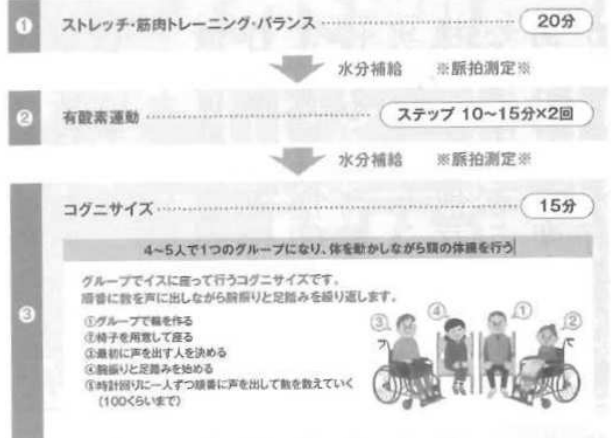 ① ストレッチ・筋肉トレーニング・バランス 20分
水分補給 ※脈拍測定※
② 有酸素運動 ステップ 10~15分×2回
水分補給 ※脈拍測定※
③ コグニサイズ 15分
4~5人で1つのグループになり、体を動かしながら頭の体操を行う
グループでイスに座って行うコグニサイズです。
順番に数を声に出しながら腕振りと足踏みを繰り返します。
①グループで輪を作る
②椅子を用意して座る
③最初に声を出す人を決める
④腕振りと足踏みを始める
⑤時計回りに一人ずつ順番に声を出して数を数えていく
(100くらいまで)
③ ④ ① ②